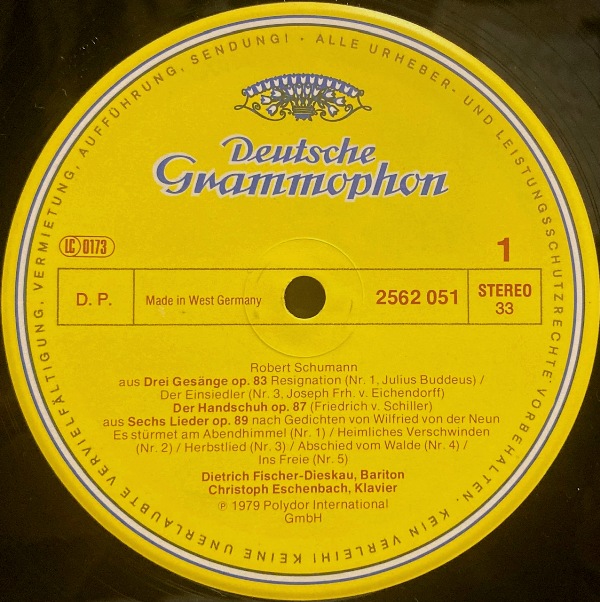 KEINE UNERLAUBTE VERVIELFÄLTIGUNG, VERMIETUNG, AUFFÜHRUNG, SENDUNG! · ALLE URHEBER- UND LEISTUNGSSCHUTZRECHTE VORBEHALTEN. KEIN VERLEIH!
Deutsche
Grammophon
LC 0173
1
D. P.
Made in West Germany
2562 051
STEREO
33
Robert Schumann
aus Drei Gesänge op. 83 Resignation (Nr. 1, Julius Buddeus) /
Der Einsiedler (Nr. 3, Joseph Frh. v. Eichendorff)
Der Handschuh op. 87 (Friedrich v. Schiller)
aus Sechs Lieder op. 89 nach Gedichten von Wilfried von der Neun
Es stürmet am Abendhimmel (Nr. 1) / Heimliches Verschwinden
(Nr. 2) / Herbstlied (Nr. 3) / Abschied vom Walde (Nr. 4) /
Ins Freie (Nr. 5)
Dietrich Fischer-Dieskau, Bariton
Christoph Eschenbach, Klavier
℗ 1979 Polydor International
GmbH